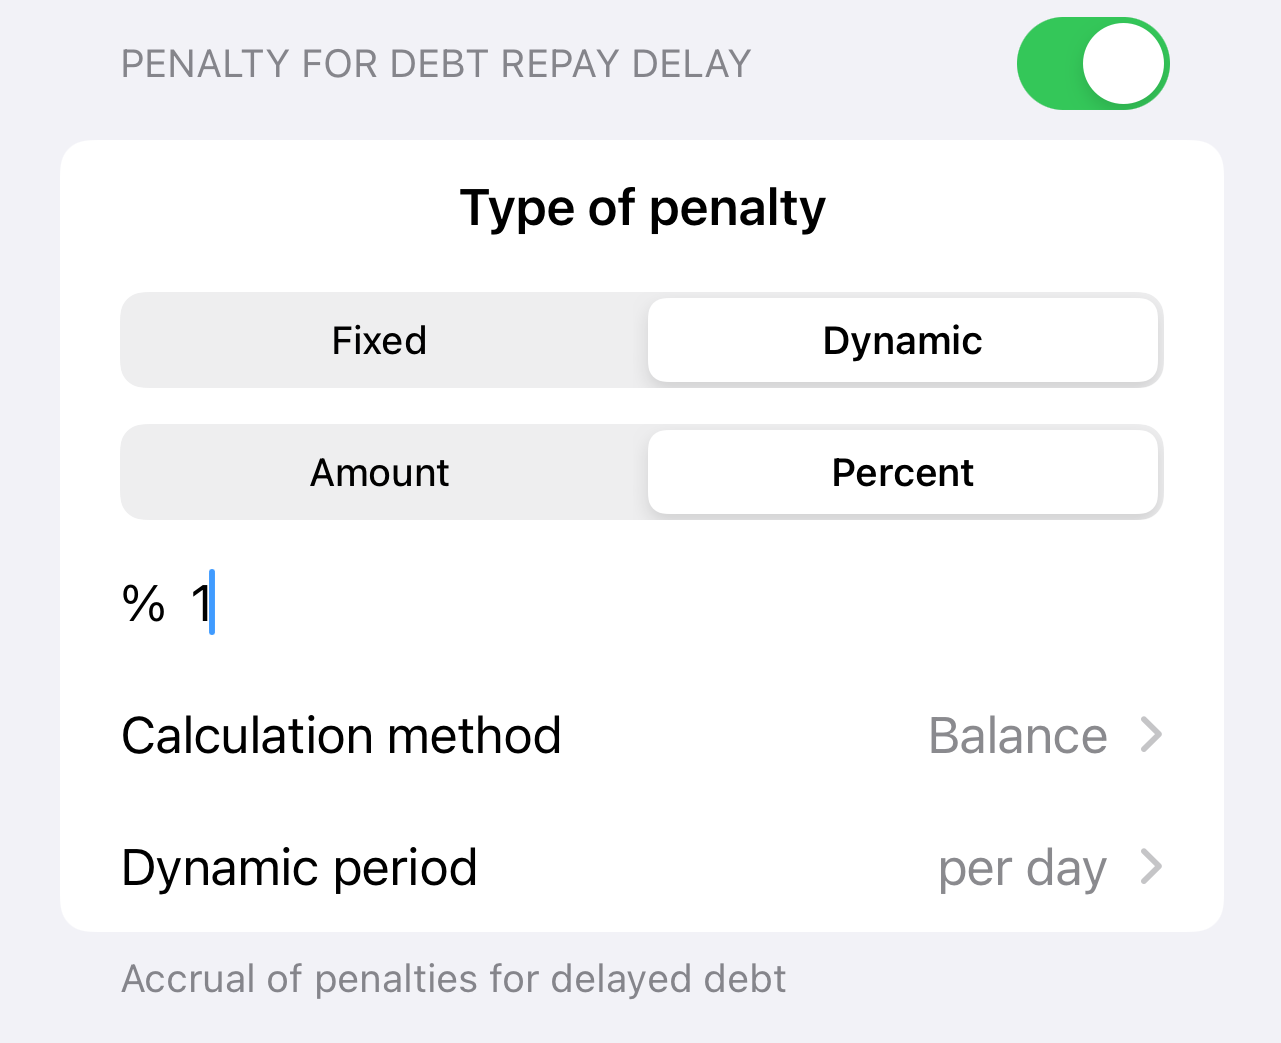 PENALTY FOR DEBT REPAY DELAY
Type of penalty
Fixed Dynamic
Amount Percent
% 1
Calculation method Balance
Dynamic period per day
Accrual of penalties for delayed debt